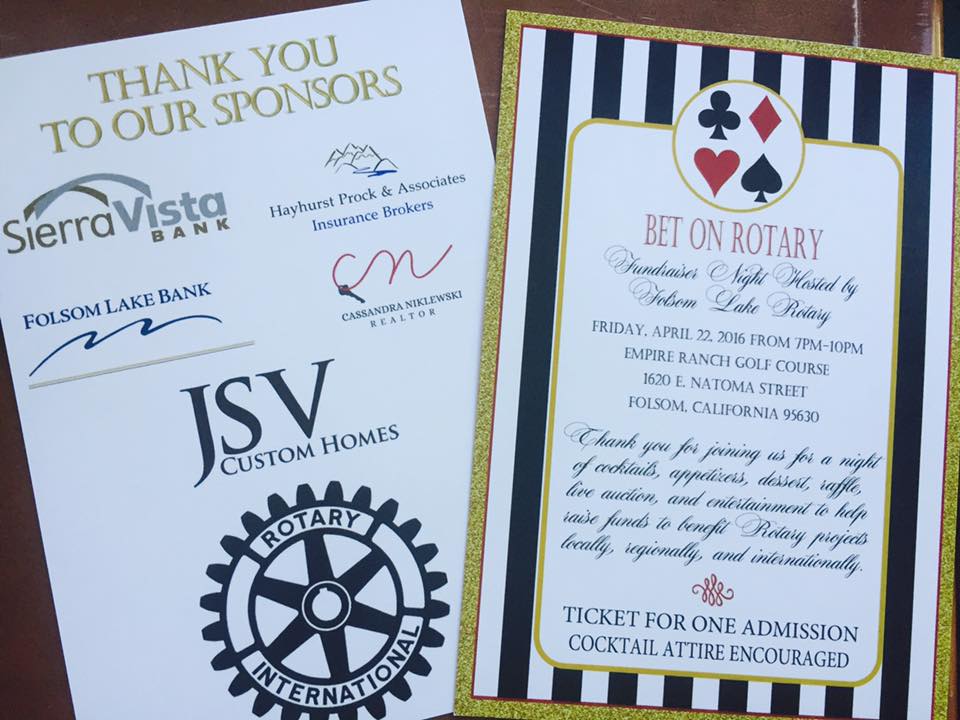 THANK YOU
TO OUR SPONSORS
SierraVista
BANK
Hayhurst Prock & Associates
Insurance Brokers
FOLSOM LAKE BANK
cn
CASSANDRA NIKLEWSKI
REALTOR
JSV
CUSTOM HOMES
ROTARY
INTERNATIONAL
BET ON ROTARY
Fundraiser Night Hosted by
Folsom Lake Rotary
FRIDAY, APRIL 22, 2016 FROM 7PM-10PM
EMPIRE RANCH GOLF COURSE
1620 E. NATOMA STREET
FOLSOM, CALIFORNIA 95630
Thank you for joining us for a night
of cocktails, appetizers, dessert, raffle,
live auction, and entertainment to help
raise funds to benefit Rotary projects
locally, regionally, and internationally.
TICKET FOR ONE ADMISSION
COCKTAIL ATTIRE ENCOURAGED